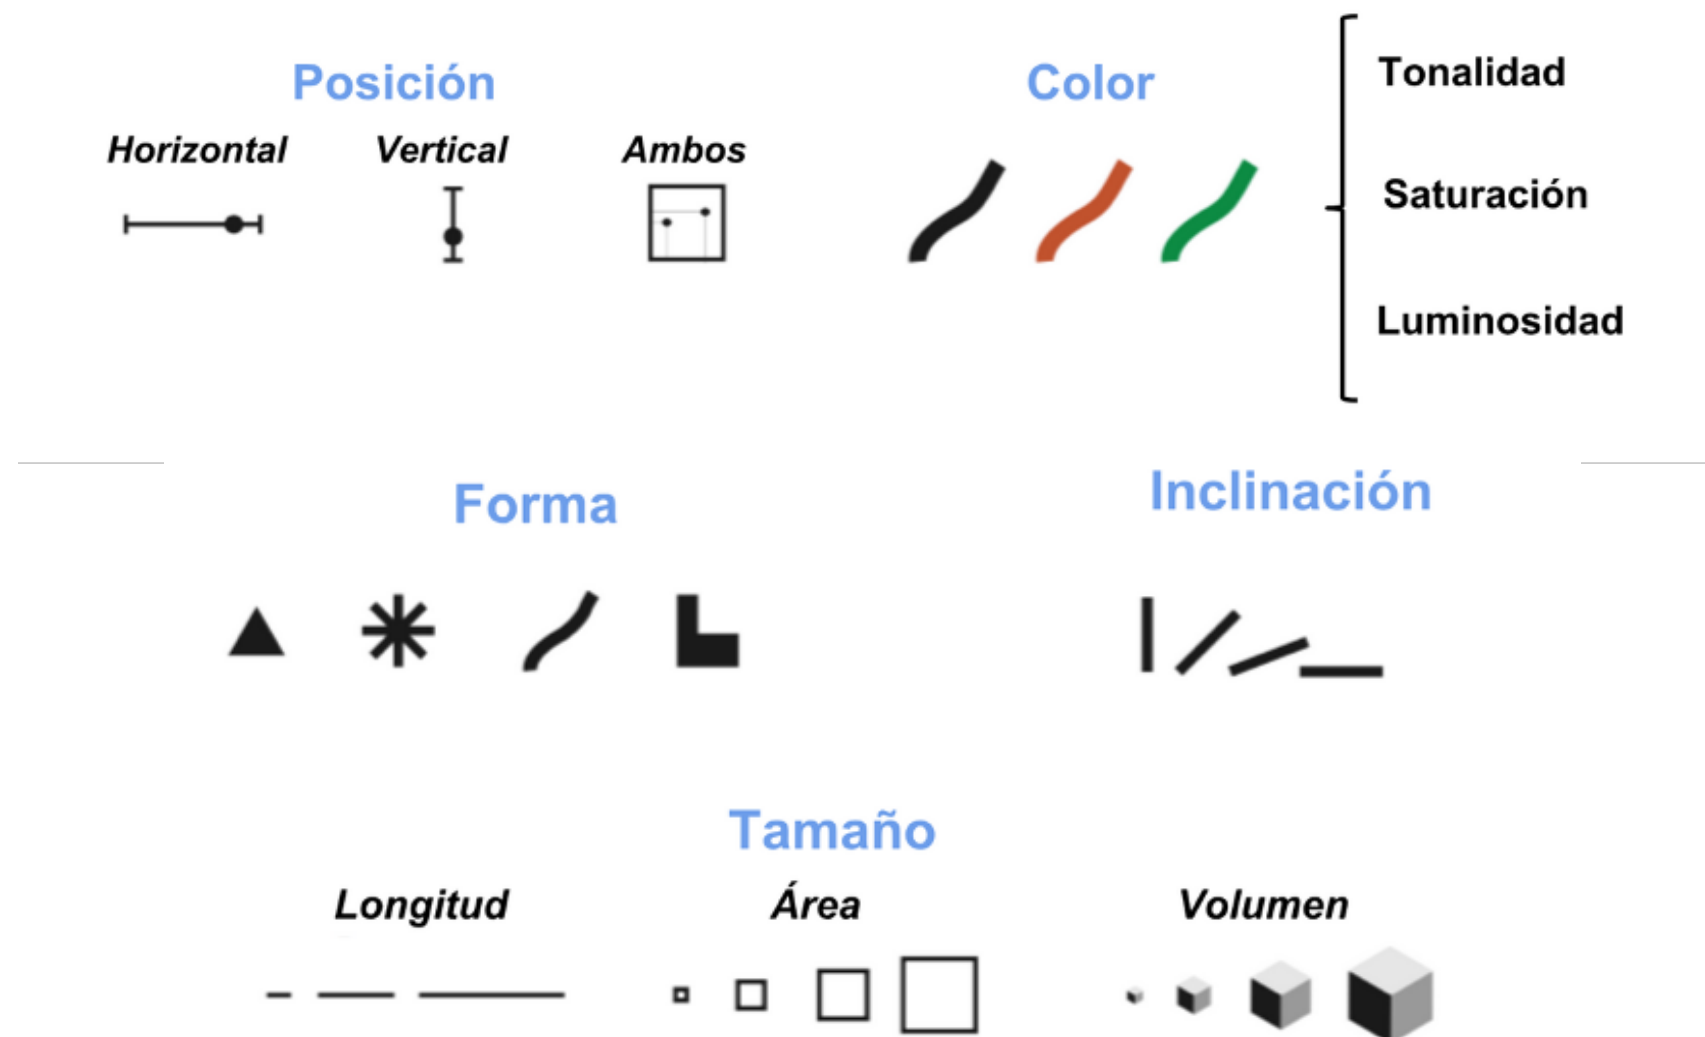 Posición
Horizontal
Vertical
Ambos
Color
Tonalidad
Saturación
Luminosidad
Forma
Inclinación
Tamaño
Longitud
Área
Volumen